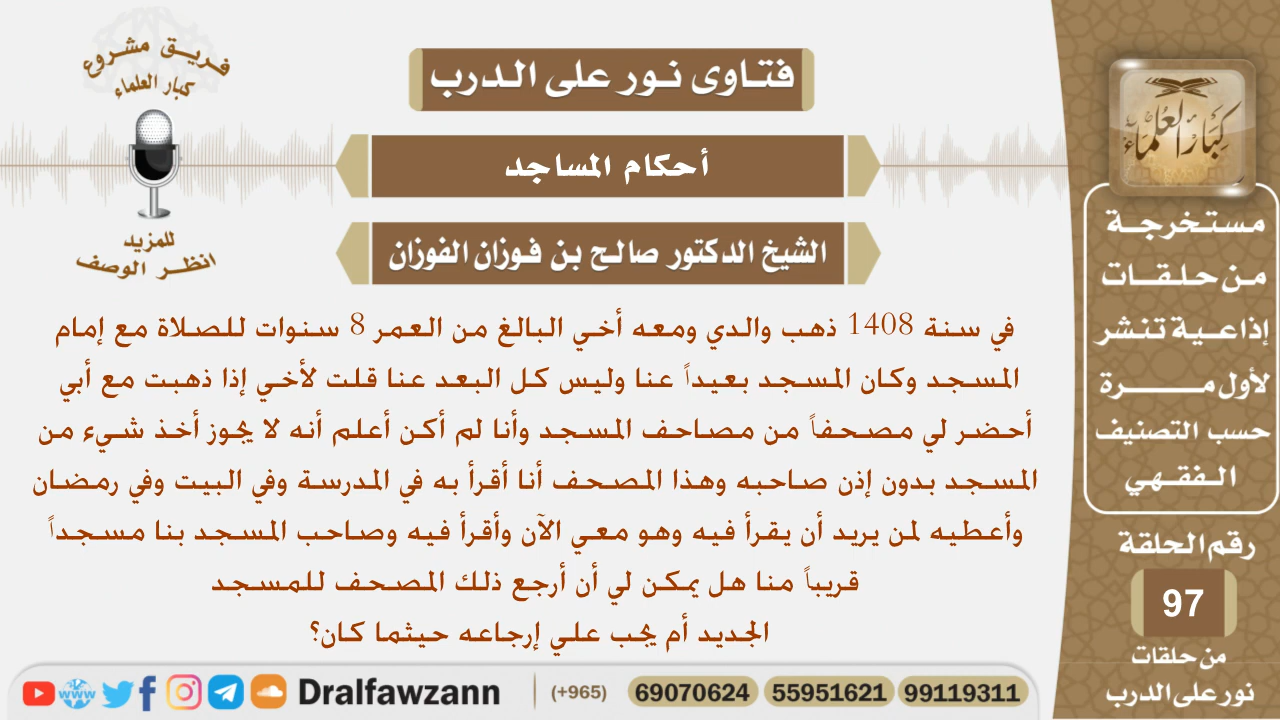 فريق مشروع
كبار العلماء
للمزيد
انظر الوصف
فتاوى نور على الدرب
أحكام المساجد
الشيخ الدكتور صالح بن فوزان الفوزان
في سنة 1408 ذهب والدي ومعه أخي البالغ من العمر 8 سنوات للصلاة مع إمام
المسجد وكان المسجد بعيداً عنا وليس كل البعد عنا قلت لأخي إذا ذهبت مع أبي
أحضر لي مصحفاً من مصاحف المسجد وأنا لم أكن أعلم أنه لا يجوز أخذ شيء من
المسجد بدون إذن صاحبه وهذا المصحف أنا أقرأ به في المدرسة وفي البيت وفي رمضان
وأعطيه لمن يريد أن يقرأ فيه وهو معي الآن وأقرأ فيه وصاحب المسجد بنا مسجداً
قريباً منا هل يمكن لي أن أرجع ذلك المصحف للمسجد
الجديد أم يجب علي إرجاعه حيثما كان؟
كبار العلماء
مستخرجة
من حلقات
إذاعية تنشر
لأول مرة
حسب التصنيف
الفقهي
رقم الحلقة
97
من حلقات
نور على الدرب
www
Dralfawzann
(+965) 69070624 55951621 99119311